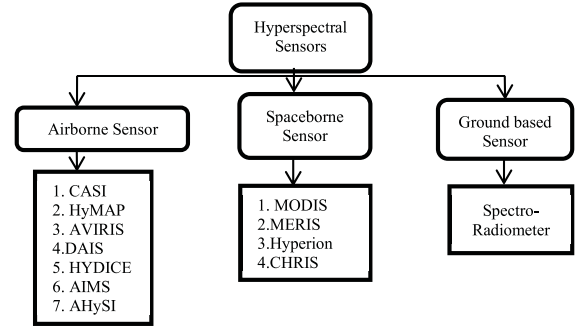 Hyperspectral
Sensors
Airborne Sensor
Spaceborne
Sensor
Ground based
Sensor
1. CASI
2. HyMAP
3. AVIRIS
4.DAIS
5. HYDICE
6. AIMS
7. AHySI
1. MODIS
2.MERIS
3.Hyperion
4.CHRIS
Spectro-
Radiometer